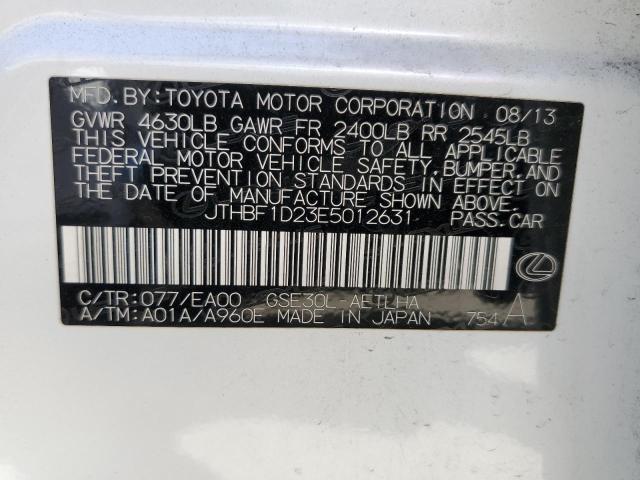 MFD. BY: TOYOTA MOTOR CORPORATION 08/13
GVWR 4630LB GAWR FR 2400LB RR 2545LB
THIS VEHICLE CONFORMS TO ALL APPLICABLE
FEDERAL MOTOR VEHICLE SAFETY, BUMPER, AND
THEFT PREVENTION STANDARDS IN EFFECT ON
THE DATE OF MANUFACTURE SHOWN ABOVE.
JTHBF1D23E5012631 PASS. CAR
C/TR: 077/EA00 GSE30L-AETLHA
A/TM: A01A/A960E MADE IN JAPAN 754 A